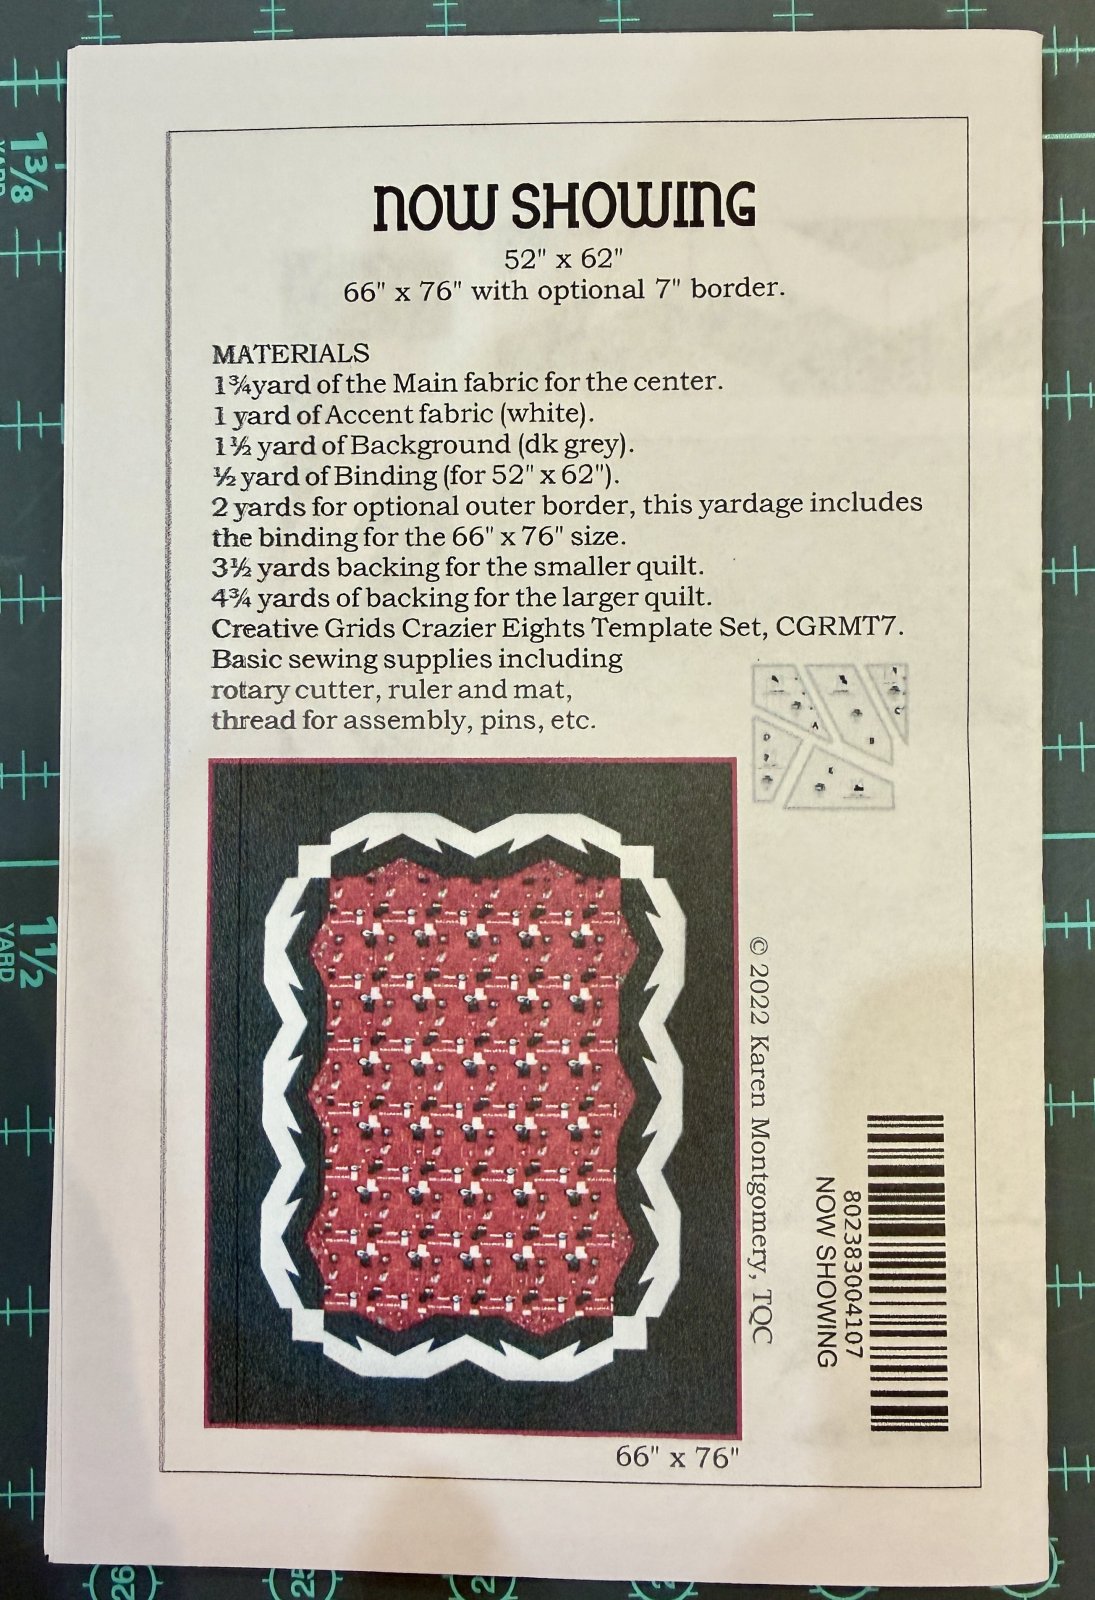 NOW SHOWING
52" x 62"
66" x 76" with optional 7" border.
MATERIALS
1¾ yard of the Main fabric for the center.
1 yard of Accent fabric (white).
1½ yard of Background (dk grey).
½ yard of Binding (for 52" x 62").
2 yards for optional outer border, this yardage includes
the binding for the 66" x 76" size.
3½ yards backing for the smaller quilt.
4¾ yards of backing for the larger quilt.
Creative Grids Crazier Eights Template Set, CGRMT7.
Basic sewing supplies including
rotary cutter, ruler and mat,
thread for assembly, pins, etc.
A
B
C
D
E
© 2022 Karen Montgomery, TQC
802383004107
NOW SHOWING
66" x 76"
1⅜
YARD
1½
YARD
26
25